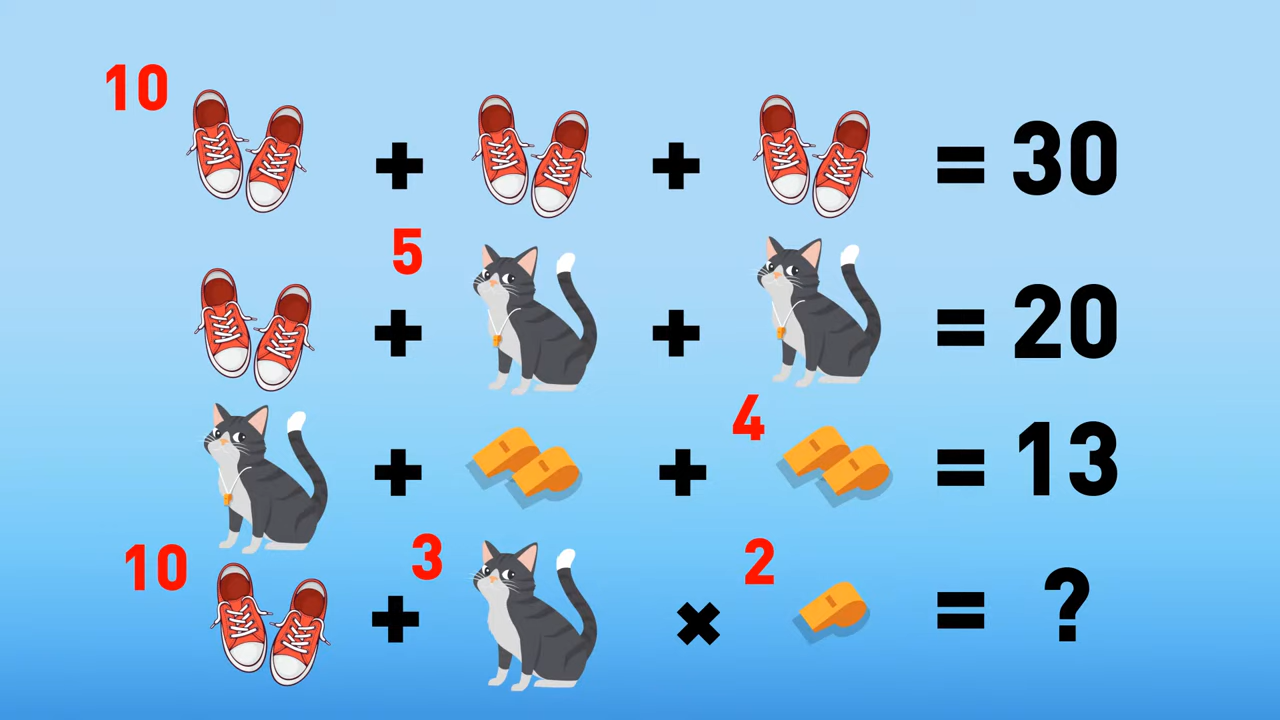 10 + + = 30
5 + + = 20
4 + + = 13
10 + 3 × 2 = ?